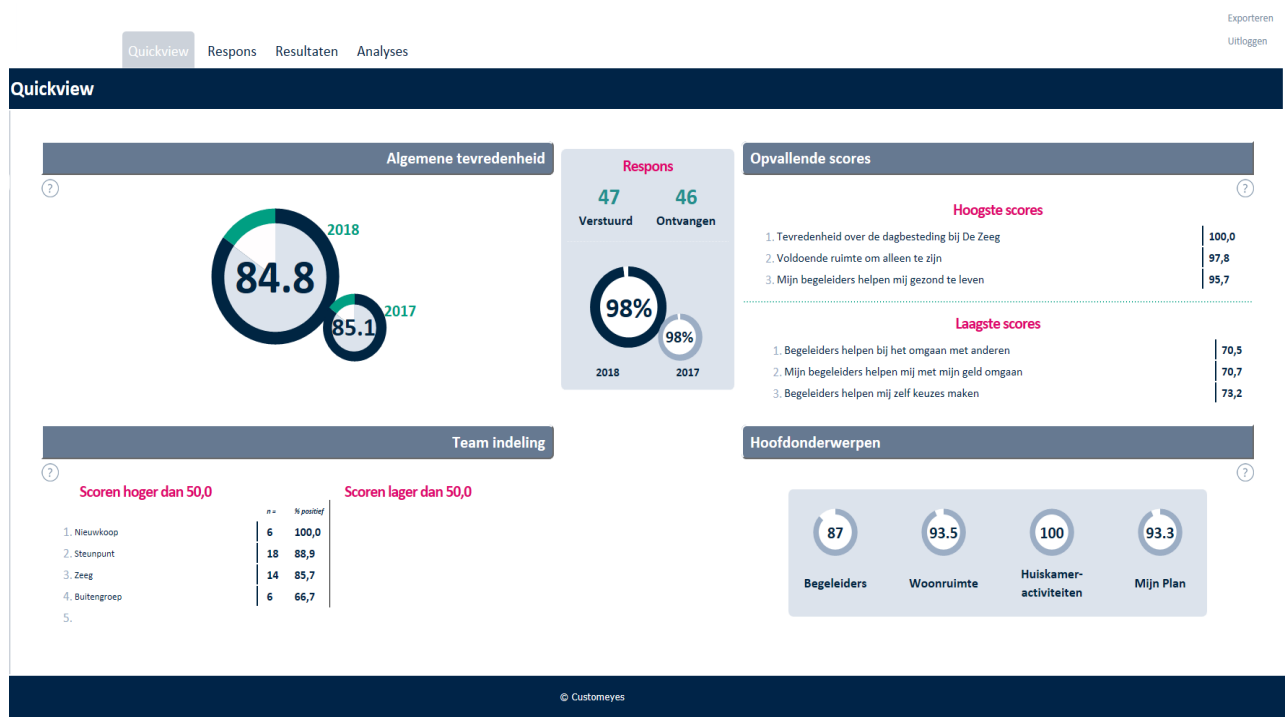 Exporteren
Uitloggen
Quickview Respons Resultaten Analyses
Quickview
Algemene tevredenheid
?
2018
84.8
2017
85.1
Respons
47 46
Verstuurd Ontvangen
98%
98%
2018 2017
Opvallende scores
?
Hoogste scores
1. Tevredenheid over de dagbesteding bij De Zeeg 100,0
2. Voldoende ruimte om alleen te zijn 97,8
3. Mijn begeleiders helpen mij gezond te leven 95,7
Laagste scores
1. Begeleiders helpen bij het omgaan met anderen 70,5
2. Mijn begeleiders helpen mij met mijn geld omgaan 70,7
3. Begeleiders helpen mij zelf keuzes maken 73,2
Team indeling
?
Scoren hoger dan 50,0 Scoren lager dan 50,0
n = % positief
1. Nieuwkoop 6 100,0
2. Steunpunt 18 88,9
3. Zeeg 14 85,7
4. Buitengroep 6 66,7
5.
Hoofdonderwerpen
?
87 93.5 100 93.3
Begeleiders Woonruimte Huiskamer-
activiteiten Mijn Plan
© Customeyes